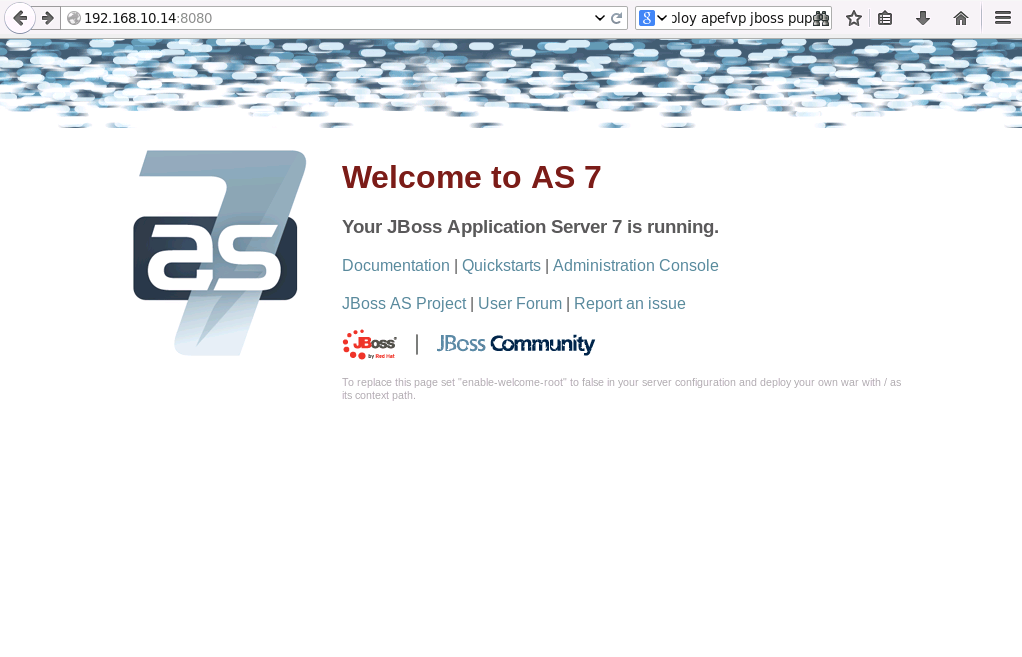 192.168.10.14:8080
ploy apefvp jboss pup
as
Welcome to AS 7
Your JBoss Application Server 7 is running.
Documentation | Quickstarts | Administration Console
JBoss AS Project | User Forum | Report an issue
JBoss by Red Hat | JBoss Community
To replace this page set "enable-welcome-root" to false in your server configuration and deploy your own war with / as
its context path.